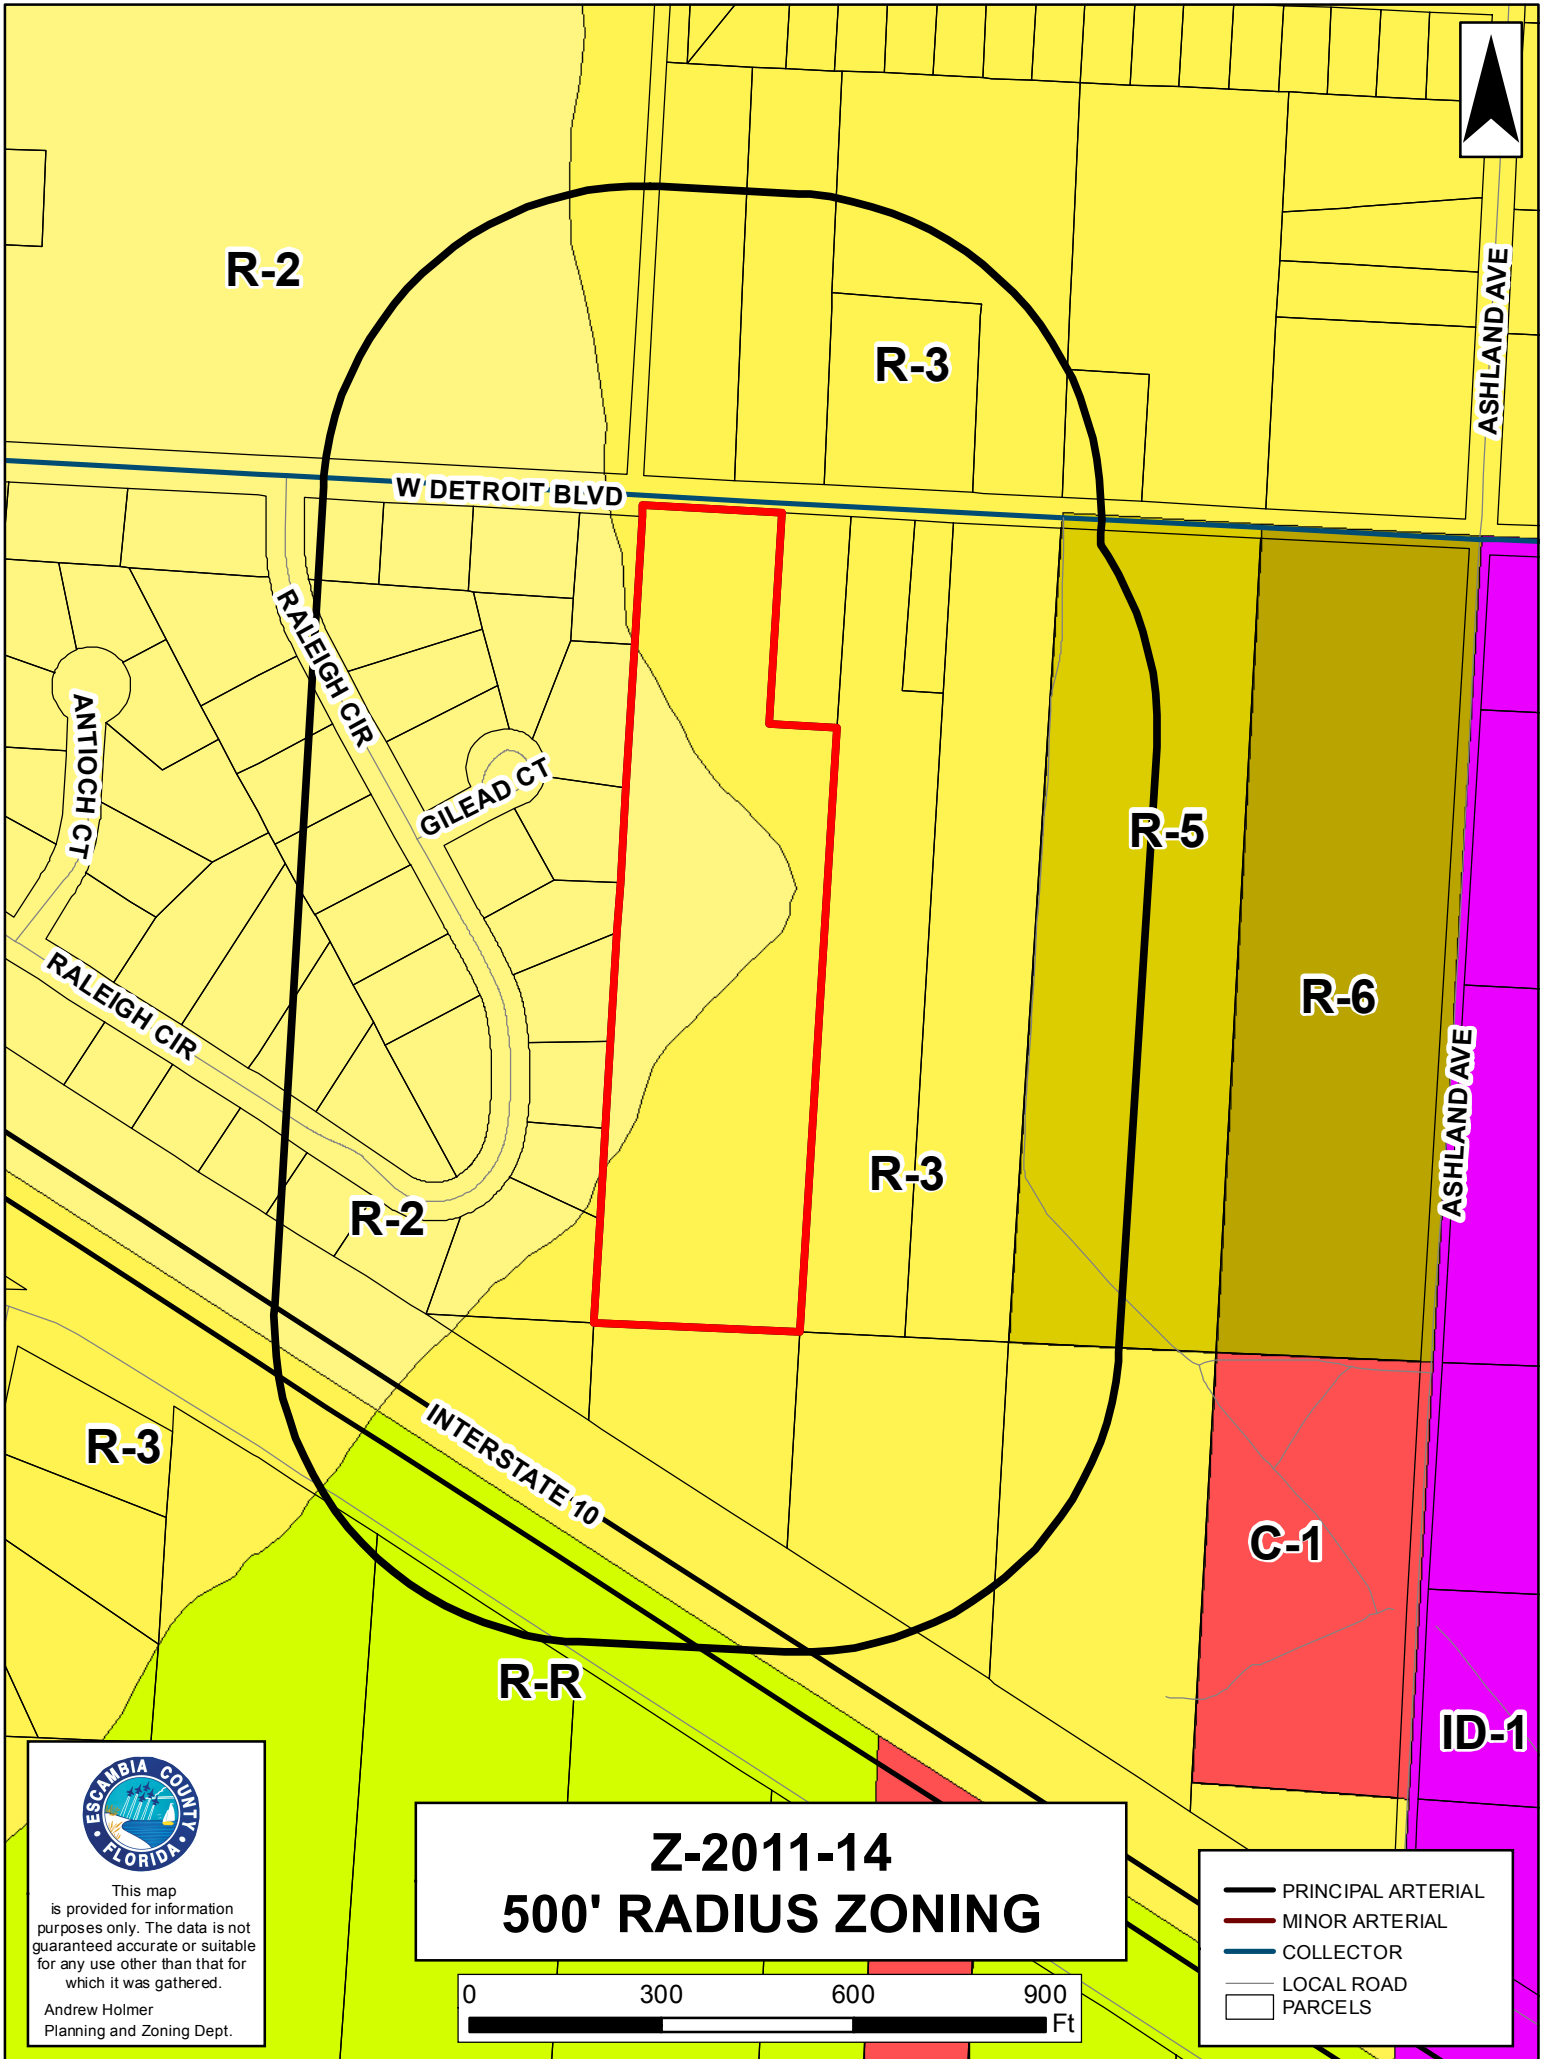 R-2
R-3
ASHLAND AVE
W DETROIT BLVD
RALEIGH CIR
ANTIOCH CT
GILEAD CT
R-5
R-6
RALEIGH CIR
ASHLAND AVE
R-3
R-2
INTERSTATE 10
R-3
C-1
R-R
ID-1
ESCAMBIA COUNTY
FLORIDA
This map
is provided for information
purposes only. The data is not
guaranteed accurate or suitable
for any use other than that for
which it was gathered.
Andrew Holmer
Planning and Zoning Dept.
Z-2011-14
500' RADIUS ZONING
0 300 600 900
Ft
PRINCIPAL ARTERIAL
MINOR ARTERIAL
COLLECTOR
LOCAL ROAD
PARCELS